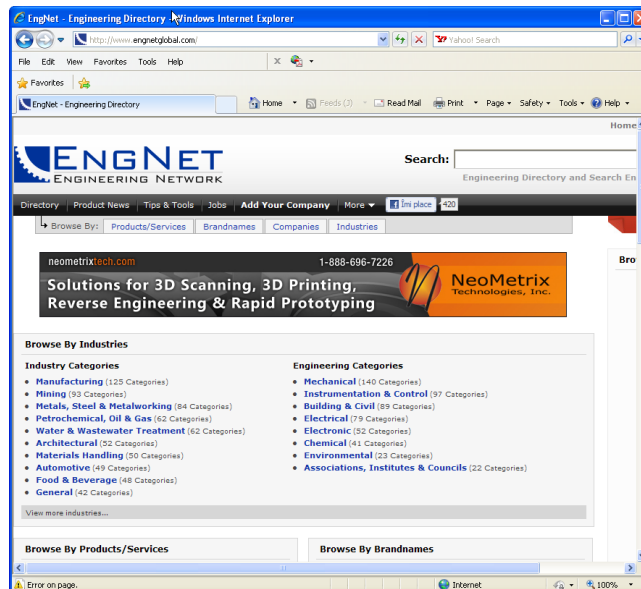 EngNet - Engineering Directory - Windows Internet Explorer
http://www.engnetglobal.com/
Yahoo! Search
File Edit View Favorites Tools Help
Favorites
EngNet - Engineering Directory
Home Feeds (3) Read Mail Print Page Safety Tools Help
Home
ENGNET
ENGINEERING NETWORK
Search:
Engineering Directory and Search En
Directory Product News Tips & Tools Jobs Add Your Company More Îmi place 420
Browse By: Products/Services Brandnames Companies Industries
neometrixtech.com 1-888-696-7226
Solutions for 3D Scanning, 3D Printing,
Reverse Engineering & Rapid Prototyping
NeoMetrix
Technologies, Inc.
Bro
Browse By Industries
Industry Categories
Manufacturing (125 Categories)
Mining (93 Categories)
Metals, Steel & Metalworking (84 Categories)
Petrochemical, Oil & Gas (62 Categories)
Water & Wastewater Treatment (62 Categories)
Architectural (52 Categories)
Materials Handling (50 Categories)
Automotive (49 Categories)
Food & Beverage (48 Categories)
General (42 Categories)
Engineering Categories
Mechanical (140 Categories)
Instrumentation & Control (97 Categories)
Building & Civil (89 Categories)
Electrical (79 Categories)
Electronic (52 Categories)
Chemical (41 Categories)
Environmental (23 Categories)
Associations, Institutes & Councils (22 Categories)
View more industries...
Browse By Products/Services
Browse By Brandnames
Error on page.
Internet
100%